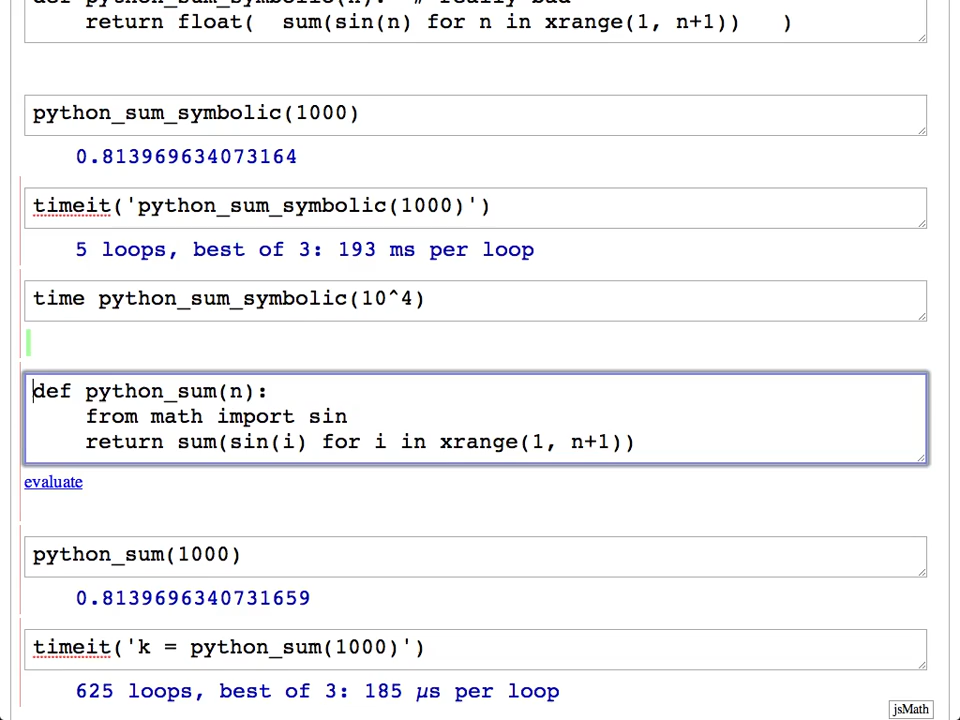 return float(  sum(sin(n) for n in xrange(1, n+1))   )
python_sum_symbolic(1000)
0.813969634073164
timeit('python_sum_symbolic(1000)')
5 loops, best of 3: 193 ms per loop
time python_sum_symbolic(10^4)
def python_sum(n):
from math import sin
return sum(sin(i) for i in xrange(1, n+1))
evaluate
python_sum(1000)
0.8139696340731659
timeit('k = python_sum(1000)')
625 loops, best of 3: 185 µs per loop
jsMath